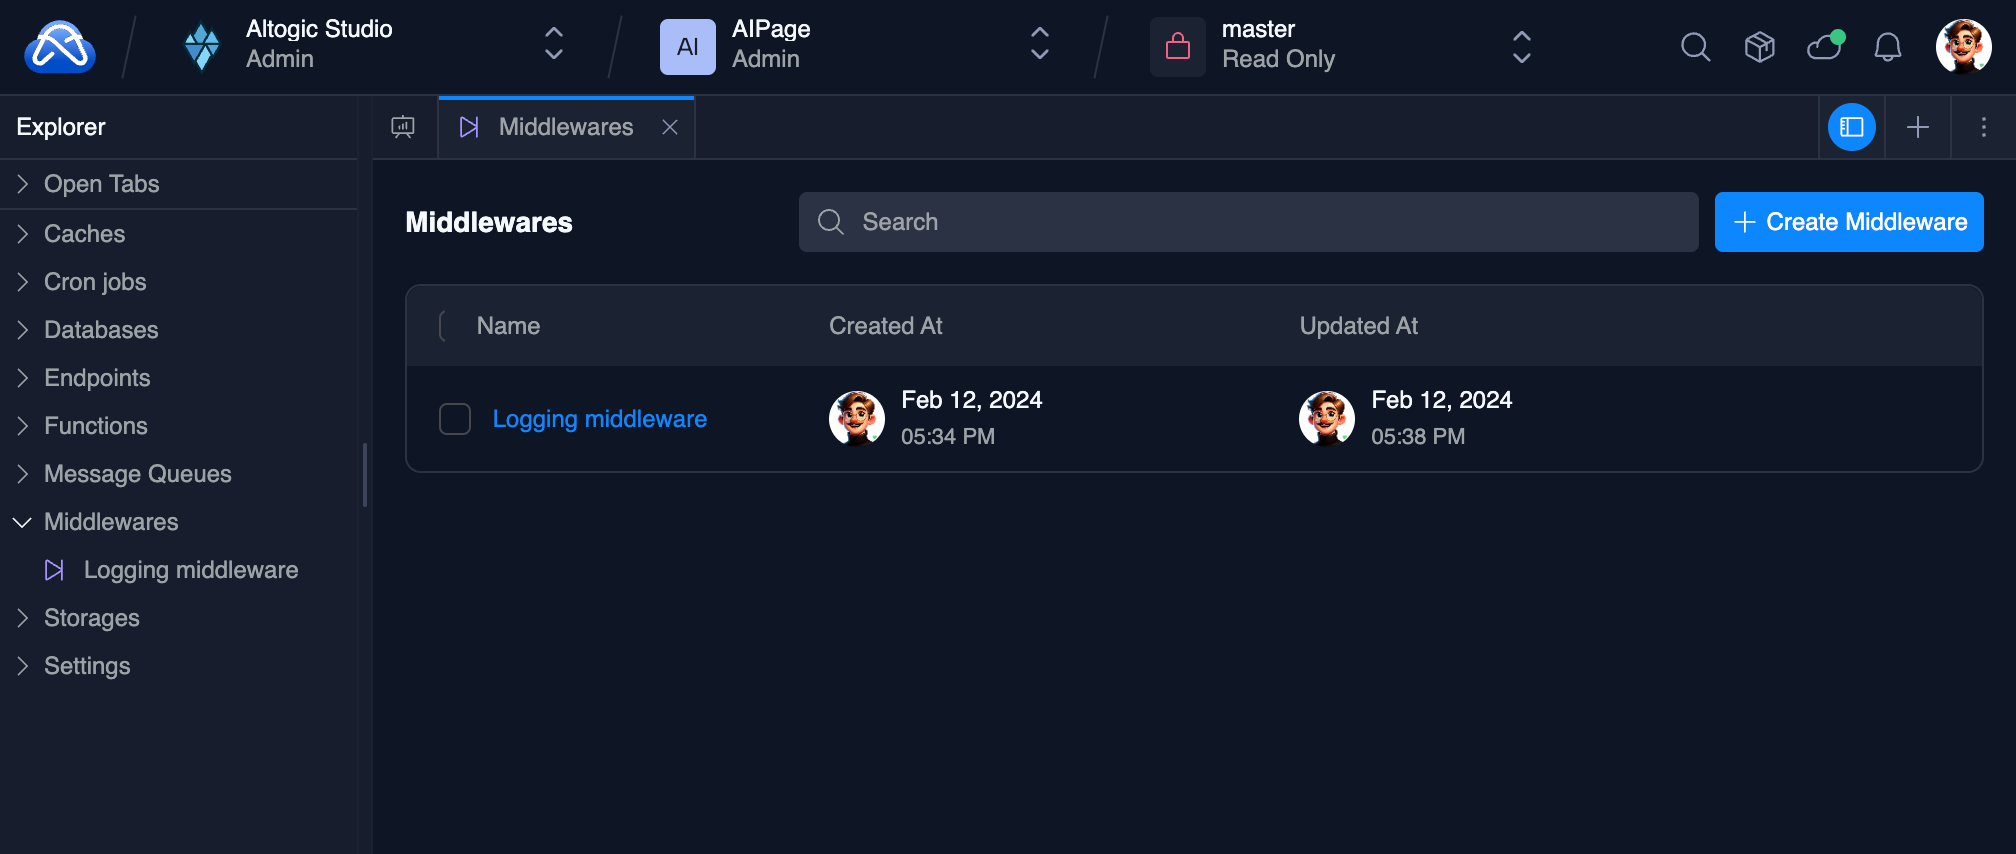 Altogic Studio
Admin
AI
AIPage
Admin
master
Read Only
Explorer
Middlewares
Open Tabs
Caches
Cron jobs
Databases
Endpoints
Functions
Message Queues
Middlewares
Logging middleware
Storages
Settings
Middlewares
Search
Create Middleware
Name
Created At
Updated At
Logging middleware
Feb 12, 2024
05:34 PM
Feb 12, 2024
05:38 PM